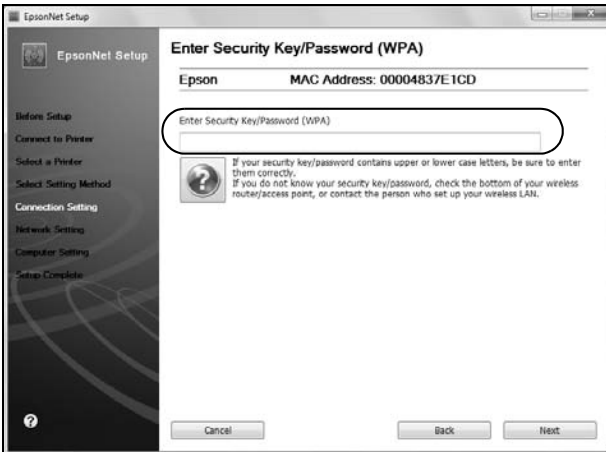 EpsonNet Setup
EpsonNet Setup
Before Setup
Connect to Printer
Select a Printer
Select Setting Method
Connection Setting
Network Setting
Computer Setting
Setup Complete
?
Enter Security Key/Password (WPA)
Epson MAC Address: 00004837E1CD
Enter Security Key/Password (WPA)
?
If your security key/password contains upper or lower case letters, be sure to enter
them correctly.
If you do not know your security key/password, check the bottom of your wireless
router/access point, or contact the person who set up your wireless LAN.
Cancel Back Next